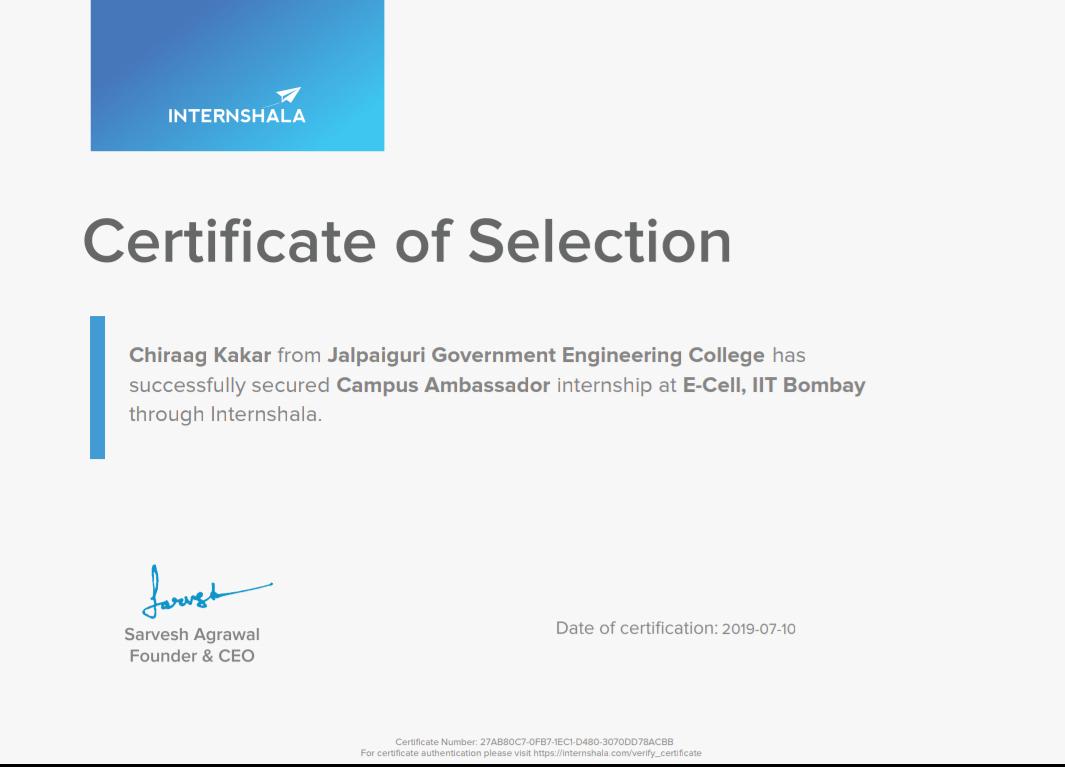 INTERNSHALA
Certificate of Selection
Chiraag Kakar from Jalpaiguri Government Engineering College has
successfully secured Campus Ambassador internship at E-Cell, IIT Bombay
through Internshala.
Sarvesh
Sarvesh Agrawal
Founder & CEO
Date of certification: 2019-07-10
Certificate Number: 27AB80C7-0FB7-1EC1-D480-3070DD78ACBB
For certificate authentication please visit https://internshala.com/verify_certificate